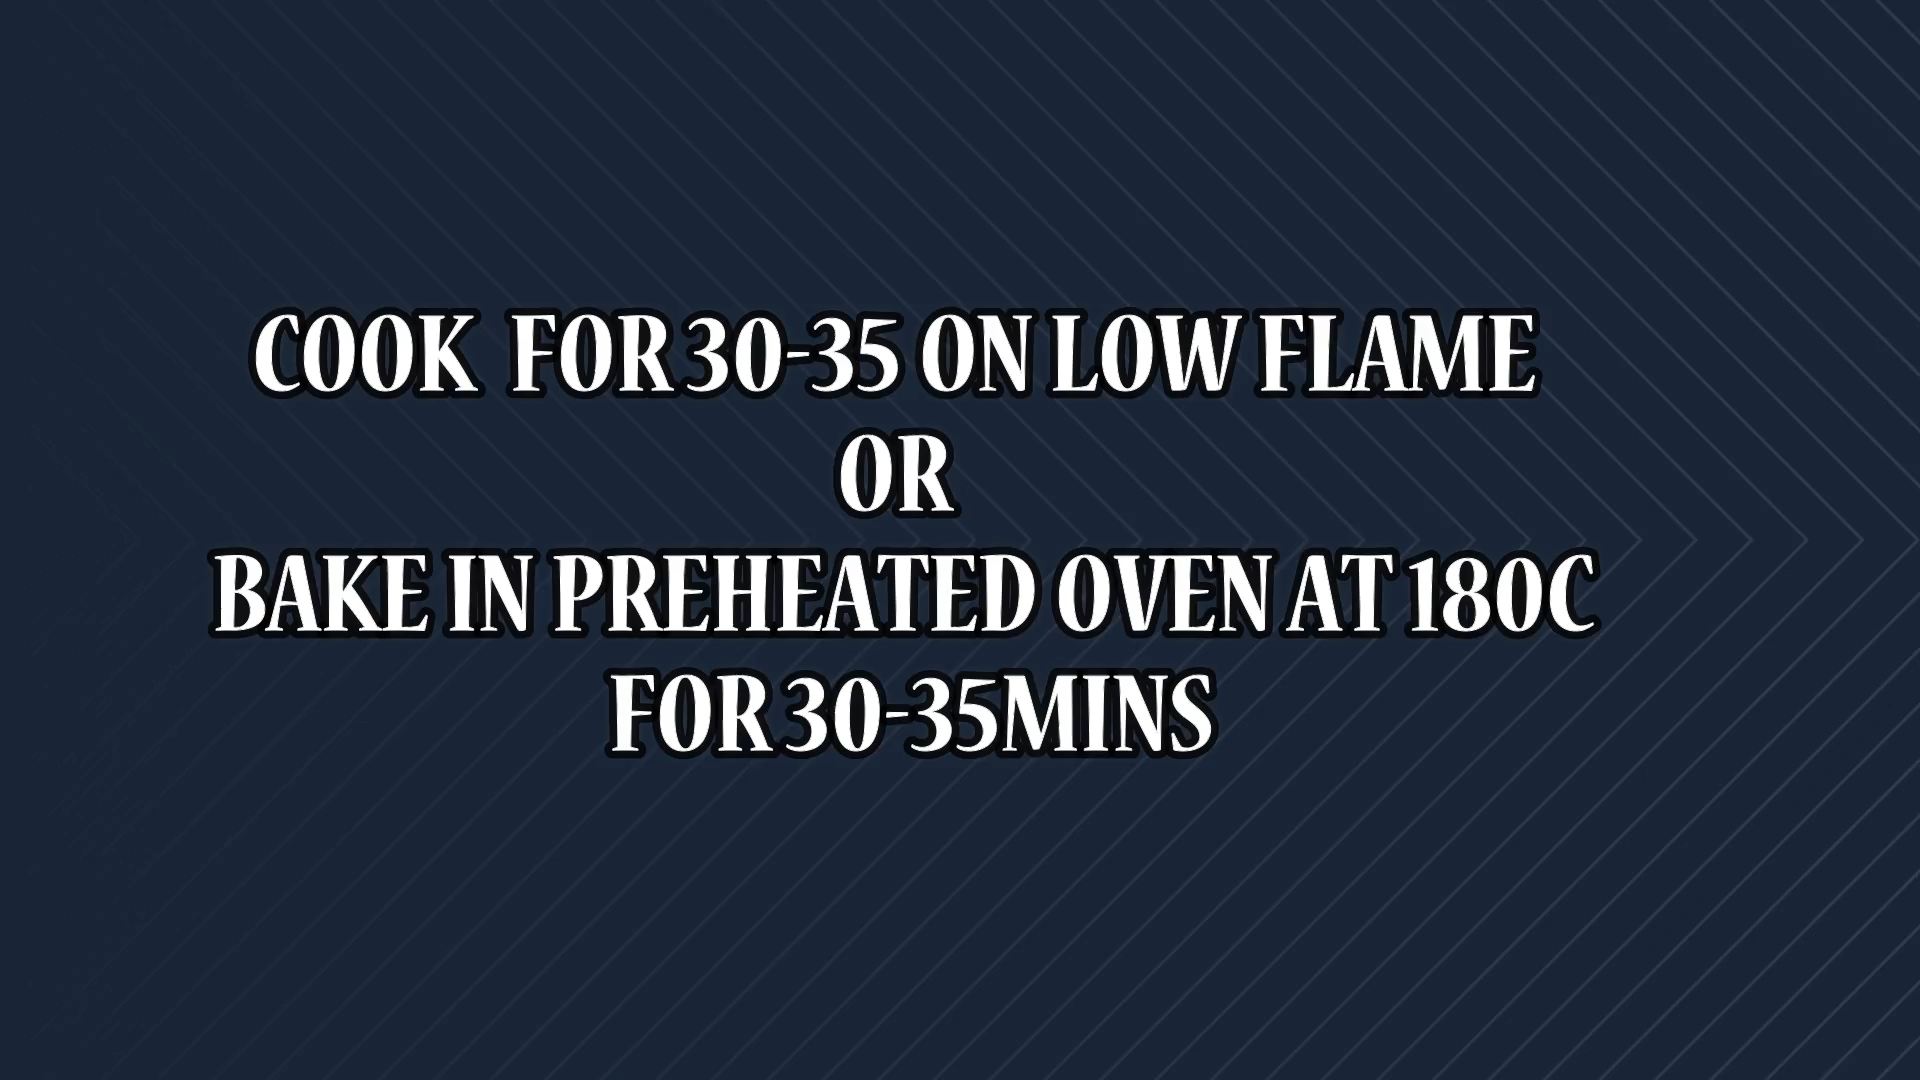 COOK FOR 30-35 ON LOW FLAME
OR
BAKE IN PREHEATED OVEN AT 180C
FOR 30-35MINS